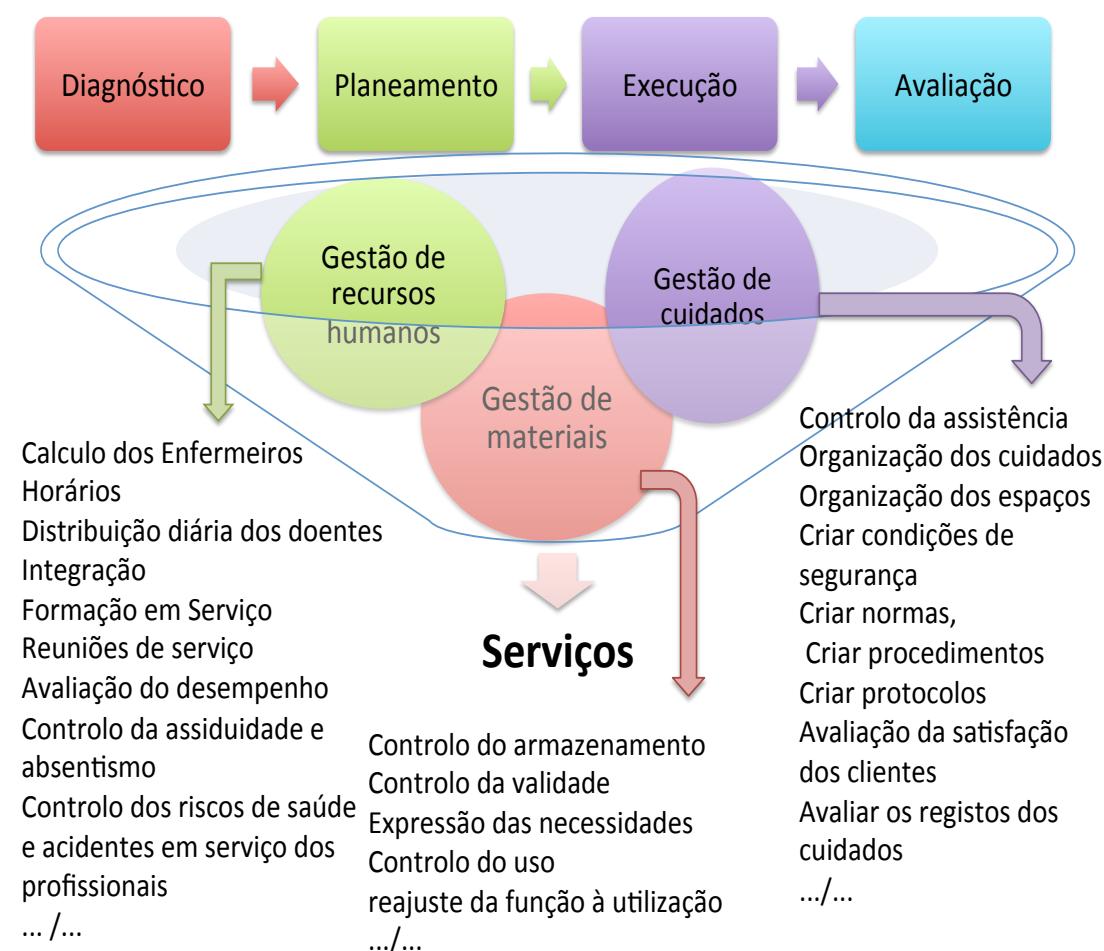 Diagnóstico
Planeamento
Execução
Avaliação
Gestão de
recursos
humanos
Gestão de
cuidados
Gestão de
materiais
Calculo dos Enfermeiros
Horários
Distribuição diária dos doentes
Integração
Formação em Serviço
Reuniões de serviço
Avaliação do desempenho
Controlo da assiduidade e
absentismo
Controlo dos riscos de saúde
e acidentes em serviço dos
profissionais
... /...
Serviços
Controlo do armazenamento
Controlo da validade
Expressão das necessidades
Controlo do uso
reajuste da função à utilização
.../...
Controlo da assistência
Organização dos cuidados
Organização dos espaços
Criar condições de
segurança
Criar normas,
Criar procedimentos
Criar protocolos
Avaliação da satisfação
dos clientes
Avaliar os registos dos
cuidados
.../...